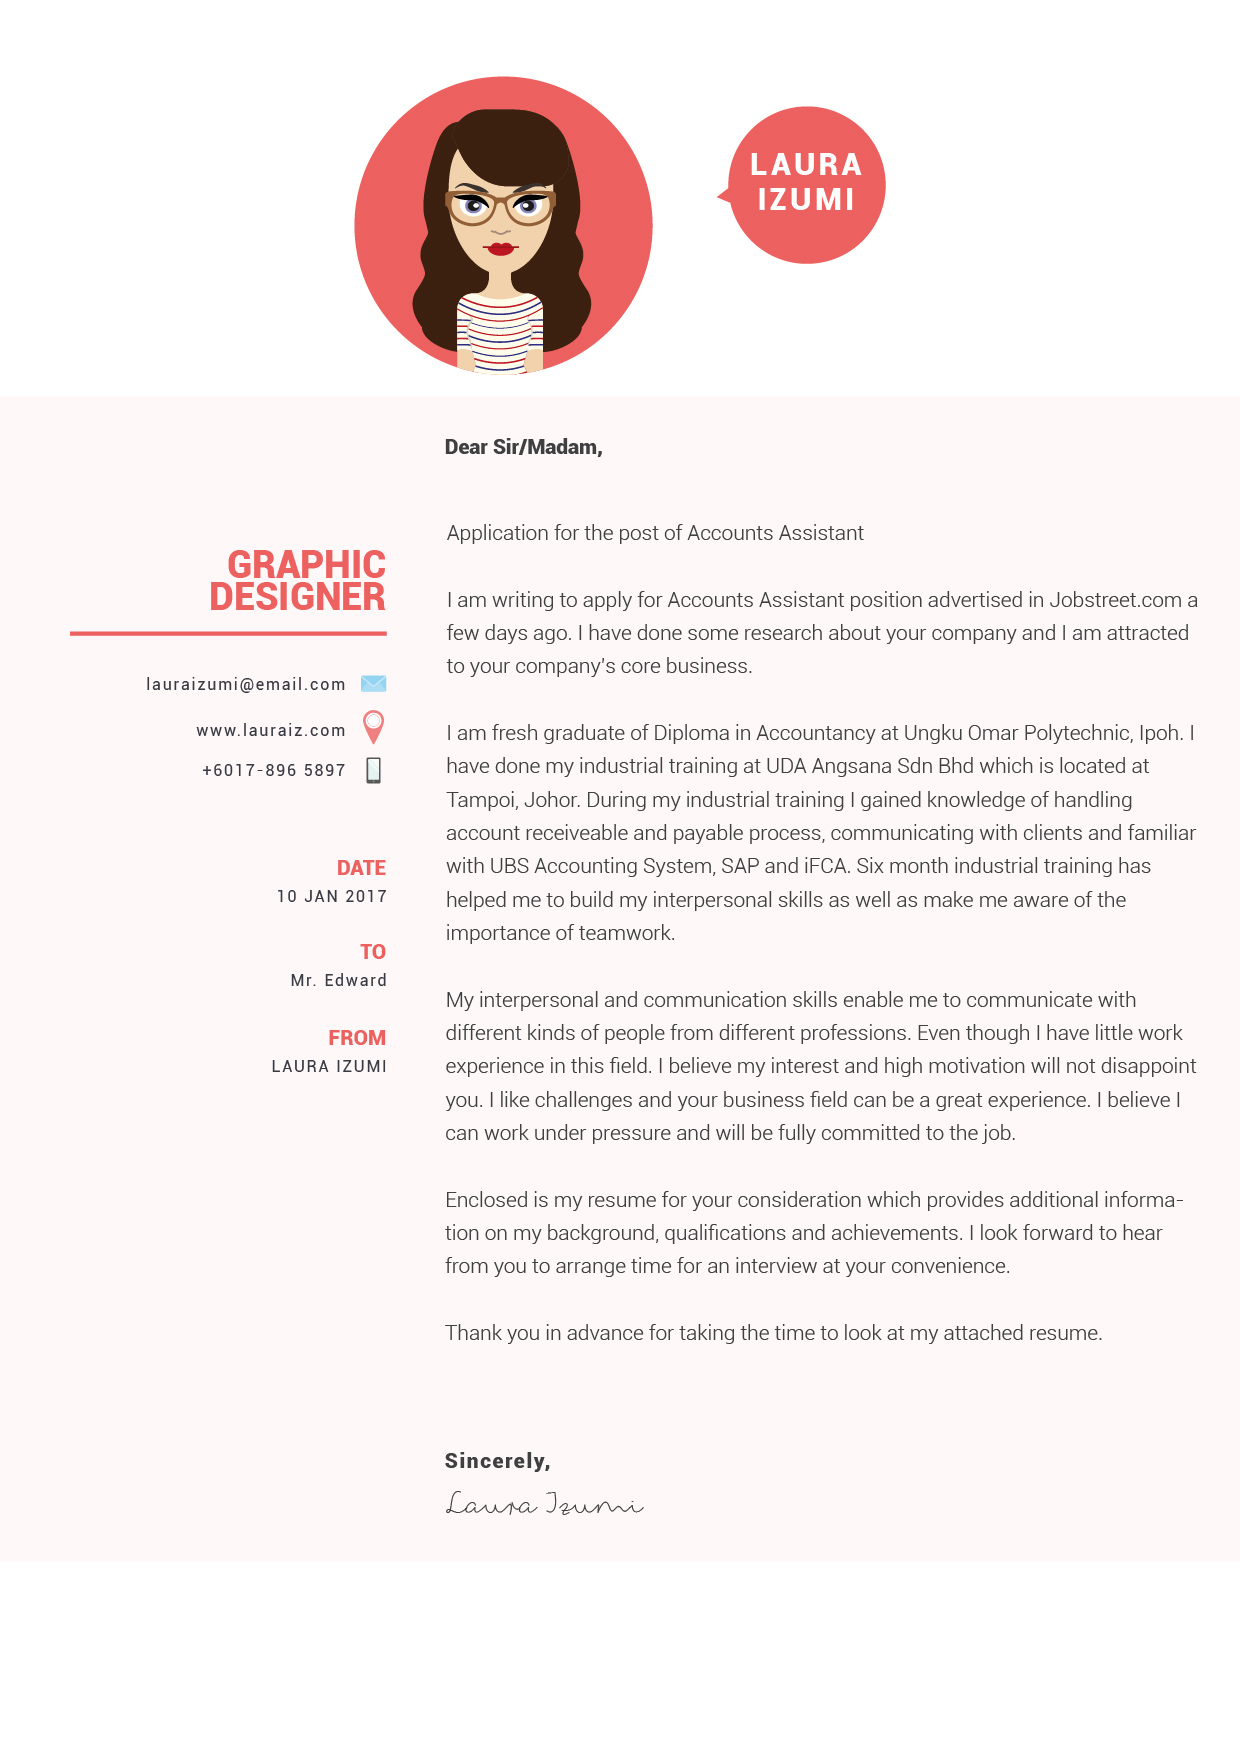 LAURA
IZUMI
GRAPHIC
DESIGNER
lauraizumi@email.com
www.lauraiz.com
+6017-896 5897
DATE
10 JAN 2017
TO
Mr. Edward
FROM
LAURA IZUMI
Dear Sir/Madam,
Application for the post of Accounts Assistant
I am writing to apply for Accounts Assistant position advertised in Jobstreet.com a
few days ago. I have done some research about your company and I am attracted
to your company's core business.
I am fresh graduate of Diploma in Accountancy at Ungku Omar Polytechnic, Ipoh. I
have done my industrial training at UDA Angsana Sdn Bhd which is located at
Tampoi, Johor. During my industrial training I gained knowledge of handling
account receiveable and payable process, communicating with clients and familiar
with UBS Accounting System, SAP and iFCA. Six month industrial training has
helped me to build my interpersonal skills as well as make me aware of the
importance of teamwork.
My interpersonal and communication skills enable me to communicate with
different kinds of people from different professions. Even though I have little work
experience in this field. I believe my interest and high motivation will not disappoint
you. I like challenges and your business field can be a great experience. I believe I
can work under pressure and will be fully committed to the job.
Enclosed is my resume for your consideration which provides additional informa-
tion on my background, qualifications and achievements. I look forward to hear
from you to arrange time for an interview at your convenience.
Thank you in advance for taking the time to look at my attached resume.
Sincerely,
Laura Izumi